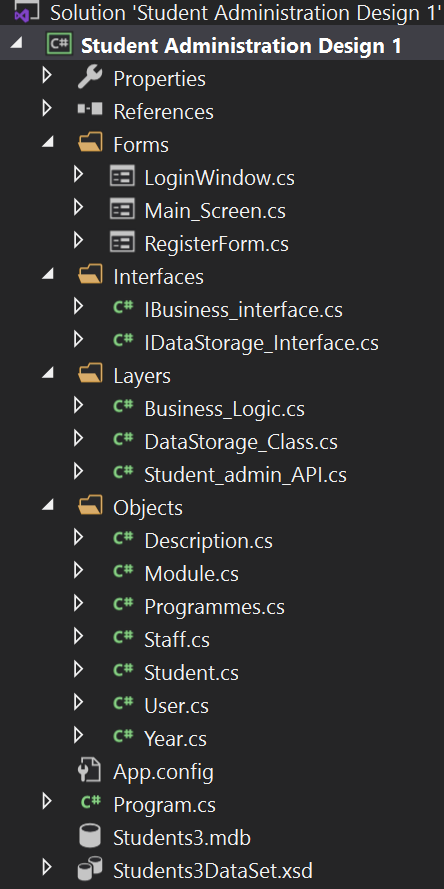 Solution 'Student Administration Design 1'
C# Student Administration Design 1
Properties
References
Forms
LoginWindow.cs
Main_Screen.cs
RegisterForm.cs
Interfaces
C# IBusiness_interface.cs
C# IDataStorage_Interface.cs
Layers
C# Business_Logic.cs
C# DataStorage_Class.cs
C# Student_admin_API.cs
Objects
C# Description.cs
C# Module.cs
C# Programmes.cs
C# Staff.cs
C# Student.cs
C# User.cs
C# Year.cs
App.config
C# Program.cs
Students3.mdb
Students3DataSet.xsd